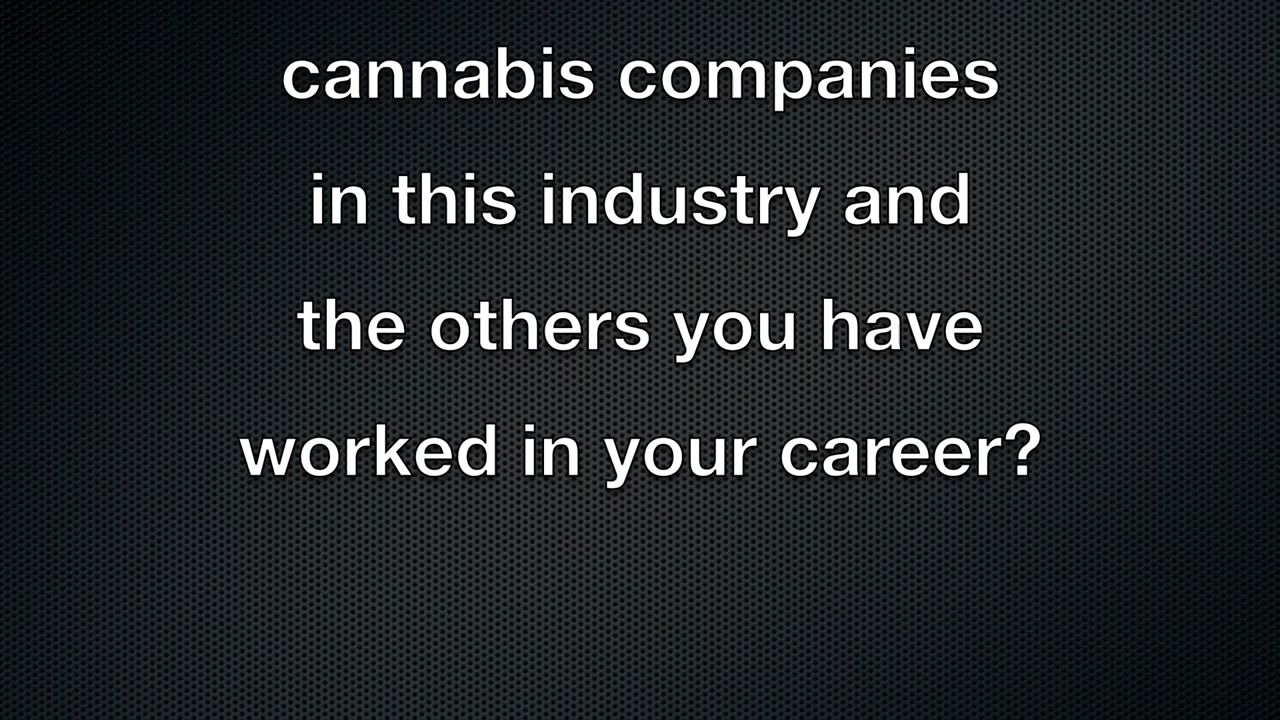 cannabis companies
in this industry and
the others you have
worked in your career?